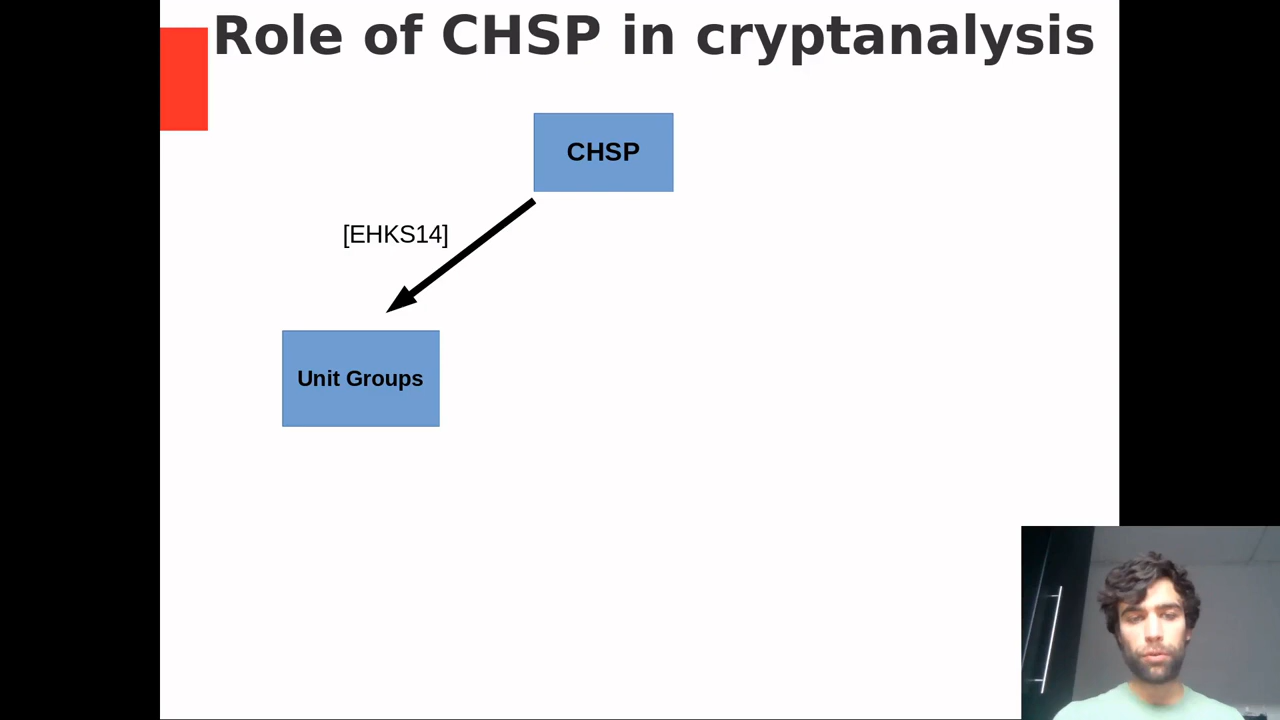 Role of CHSP in cryptanalysis
CHSP
[EHKS14]
Unit Groups